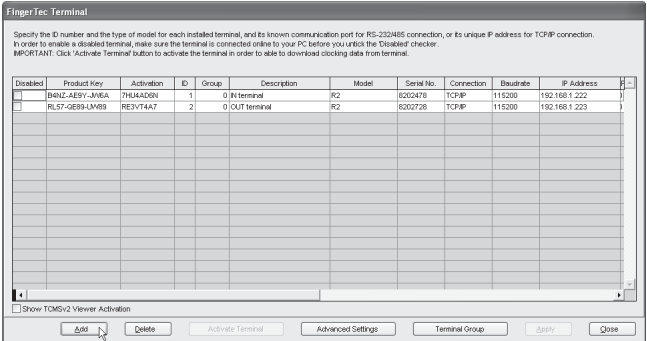 FingerTec Terminal
Specify the ID number and the type of model for each installed terminal, and its known communication port for RS-232/485 connection, or its unique IP address for TCP/IP connection.
In order to enable a disabled terminal, make sure the terminal is connected online to your PC before you untick the 'Disabled' checker.
IMPORTANT: Click 'Activate Terminal' button to activate the terminal in order to able to download clocking data from terminal.
Disabled Product Key Activation ID Group Description Model Serial No. Connection Baudrate IP Address
B4NZ-AE9Y-JW6A 7HU4AD6N 1 0 IN terminal R2 8202478 TCP/IP 115200 192.168.1.222
RL57-GE89-UW89 RE3VT4A7 2 0 OUT terminal R2 8202728 TCP/IP 115200 192.168.1.223
Show TCMSv2 Viewer Activation
Add Delete Activate Terminal Advanced Settings Terminal Group Apply Close